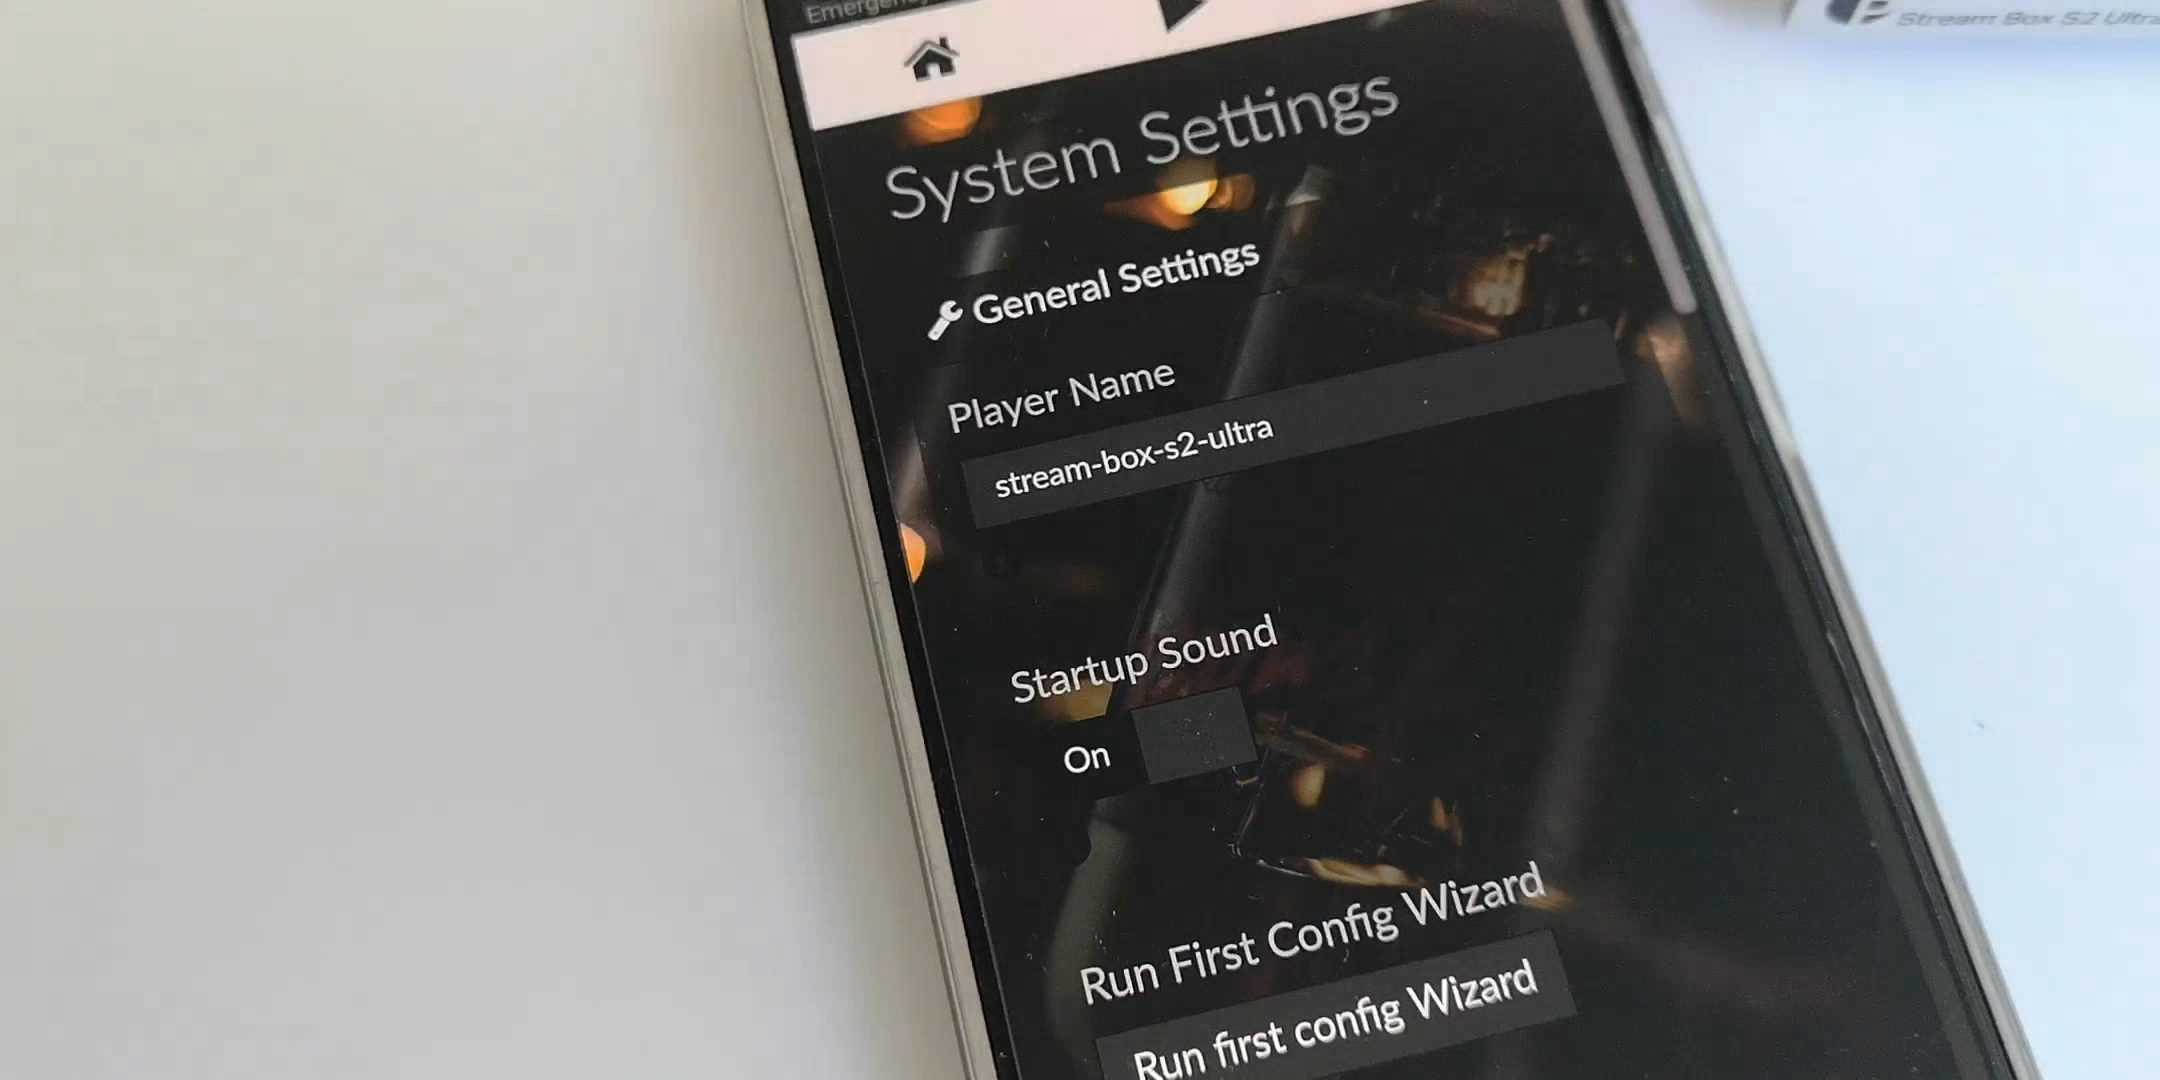 Emergency
Stream Box S2 Ultra
System Settings
General Settings
Player Name
stream-box-s2-ultra
Startup Sound
On
Run First Config Wizard
Run first config Wizard